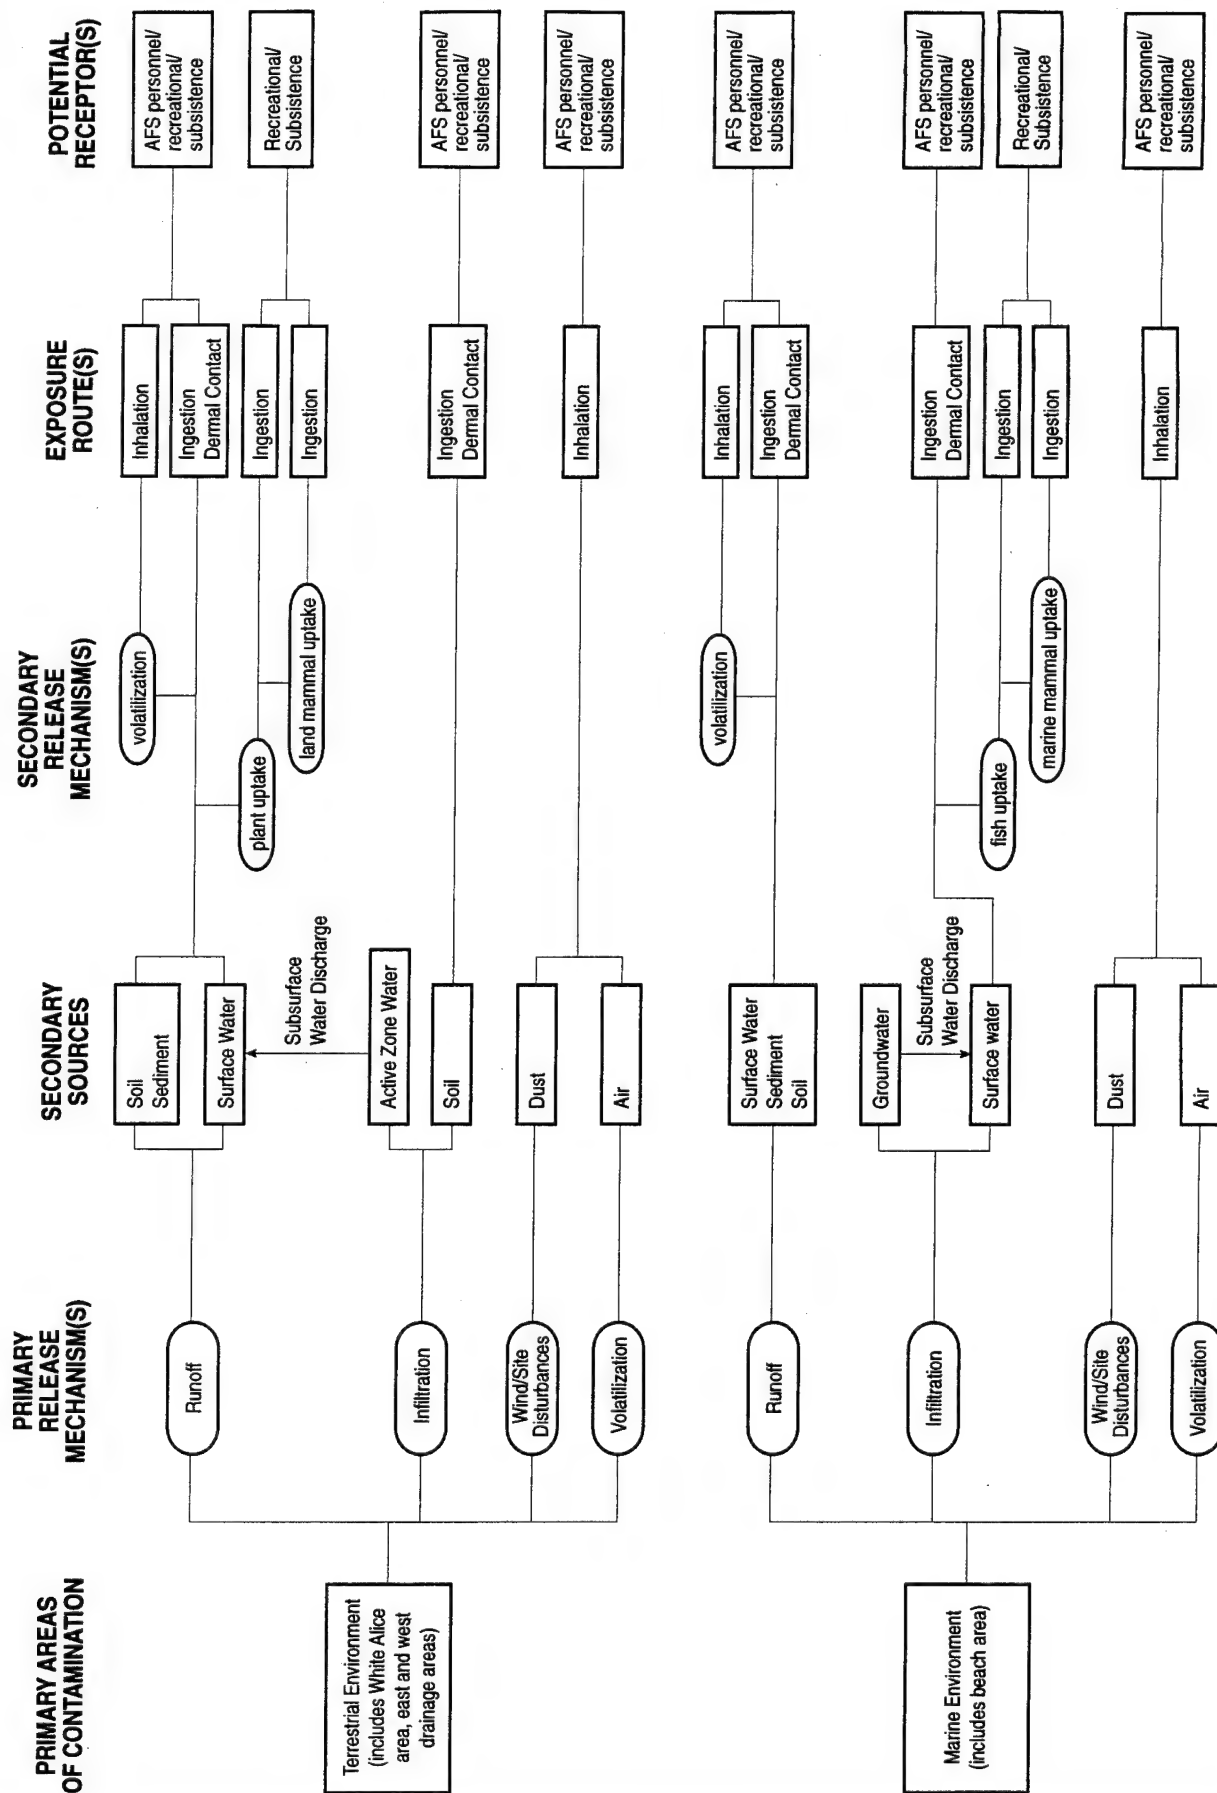 PRIMARY AREAS
OF CONTAMINATION
PRIMARY
RELEASE
MECHANISM(S)
SECONDARY
SOURCES
SECONDARY
RELEASE
MECHANISM(S)
EXPOSURE
ROUTE(S)
POTENTIAL
RECEPTOR(S)
Terrestrial Environment
(includes White Alice
area, east and west
drainage areas)
Runoff
Soil
Sediment
Surface Water
volatilization
plant uptake
land mammal uptake
Inhalation
Ingestion
Dermal Contact
Ingestion
Ingestion
AFS personnel/
recreational/
subsistence
Recreational/
Subsistence
Subsurface
Water Discharge
Infiltration
Active Zone Water
Soil
Ingestion
Dermal Contact
AFS personnel/
recreational/
subsistence
Wind/Site
Disturbances
Dust
Volatilization
Air
Inhalation
AFS personnel/
recreational/
subsistence
Marine Environment
(includes beach area)
Runoff
Surface Water
Sediment
Soil
volatilization
Inhalation
Ingestion
Dermal Contact
AFS personnel/
recreational/
subsistence
Infiltration
Groundwater
Subsurface
Water Discharge
Surface water
fish uptake
marine mammal uptake
Ingestion
Dermal Contact
Ingestion
Ingestion
AFS personnel/
recreational/
subsistence
Recreational/
Subsistence
Wind/Site
Disturbances
Dust
Volatilization
Air
Inhalation
AFS personnel/
recreational/
subsistence